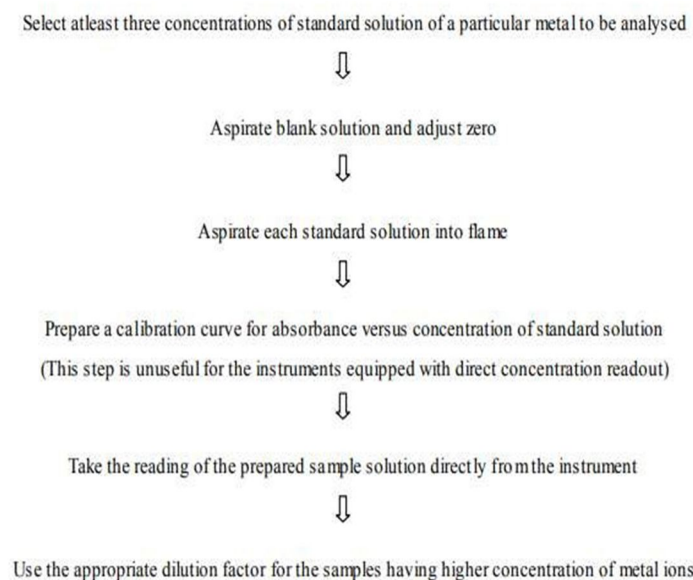 Select atleast three concentrations of standard solution of a particular metal to be analysed
Aspirate blank solution and adjust zero
Aspirate each standard solution into flame
Prepare a calibration curve for absorbance versus concentration of standard solution
(This step is unuseful for the instruments equipped with direct concentration readout)
Take the reading of the prepared sample solution directly from the instrument
Use the appropriate dilution factor for the samples having higher concentration of metal ions